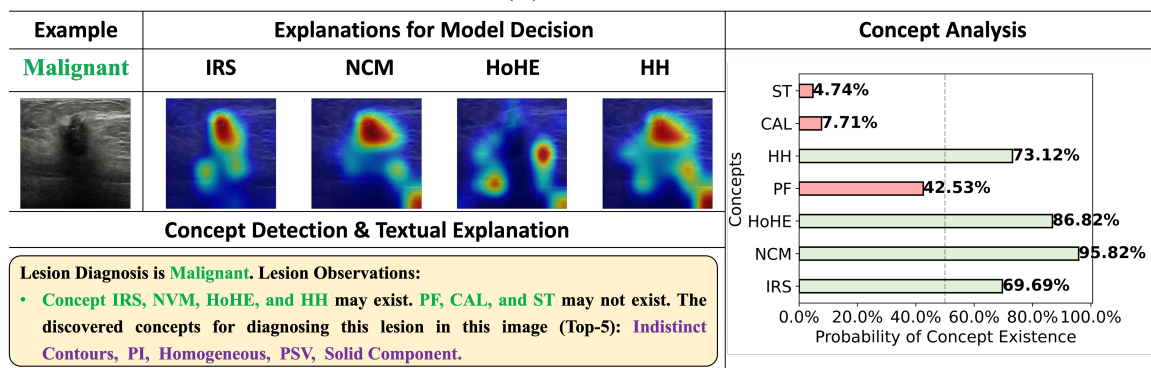 Example
Explanations for Model Decision
Concept Analysis
Malignant
IRS
NCM
HoHE
HH
Concept Detection & Textual Explanation
Lesion Diagnosis is Malignant. Lesion Observations:
• Concept IRS, NVM, HoHE, and HH may exist. PF, CAL, and ST may not exist. The
discovered concepts for diagnosing this lesion in this image (Top-5): Indistinct
Contours, PI, Homogeneous, PSV, Solid Component.
Concepts
ST 4.74%
CAL 7.71%
HH 73.12%
PF 42.53%
HoHE 86.82%
NCM 95.82%
IRS 69.69%
0.0% 20.0% 40.0% 60.0% 80.0% 100.0%
Probability of Concept Existence